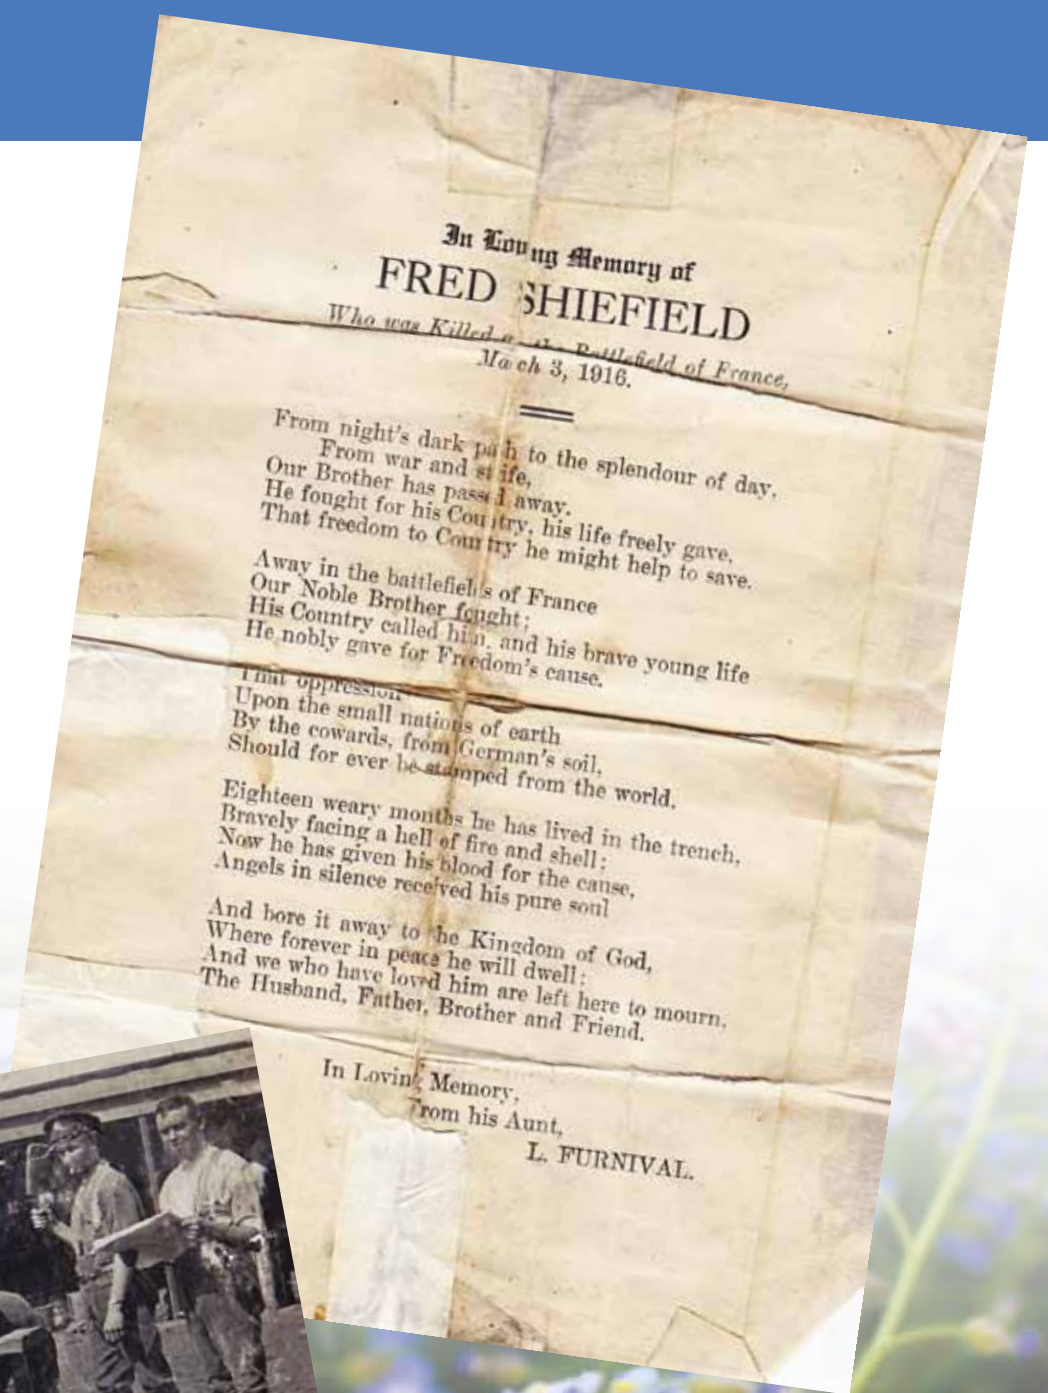 In Loving Memory of
FRED SHIEFIELD
Who was Killed on the Battlefield of France,
March 3, 1916.
From night's dark path to the splendour of day,
From war and strife,
Our Brother has passed away.
He fought for his Country, his life freely gave,
That freedom to Country he might help to save.
Away in the battlefields of France
Our Noble Brother fought;
His Country called him, and his brave young life
He nobly gave for Freedom's cause.
That oppression
Upon the small nations of earth
By the cowards, from German's soil,
Should for ever be stamped from the world.
Eighteen weary months he has lived in the trench,
Bravely facing a hell of fire and shell;
Now he has given his blood for the cause,
Angels in silence received his pure soul
And bore it away to the Kingdom of God,
Where forever in peace he will dwell;
And we who have loved him are left here to mourn,
The Husband, Father, Brother and Friend.
In Loving Memory,
From his Aunt,
L. FURNIVAL.